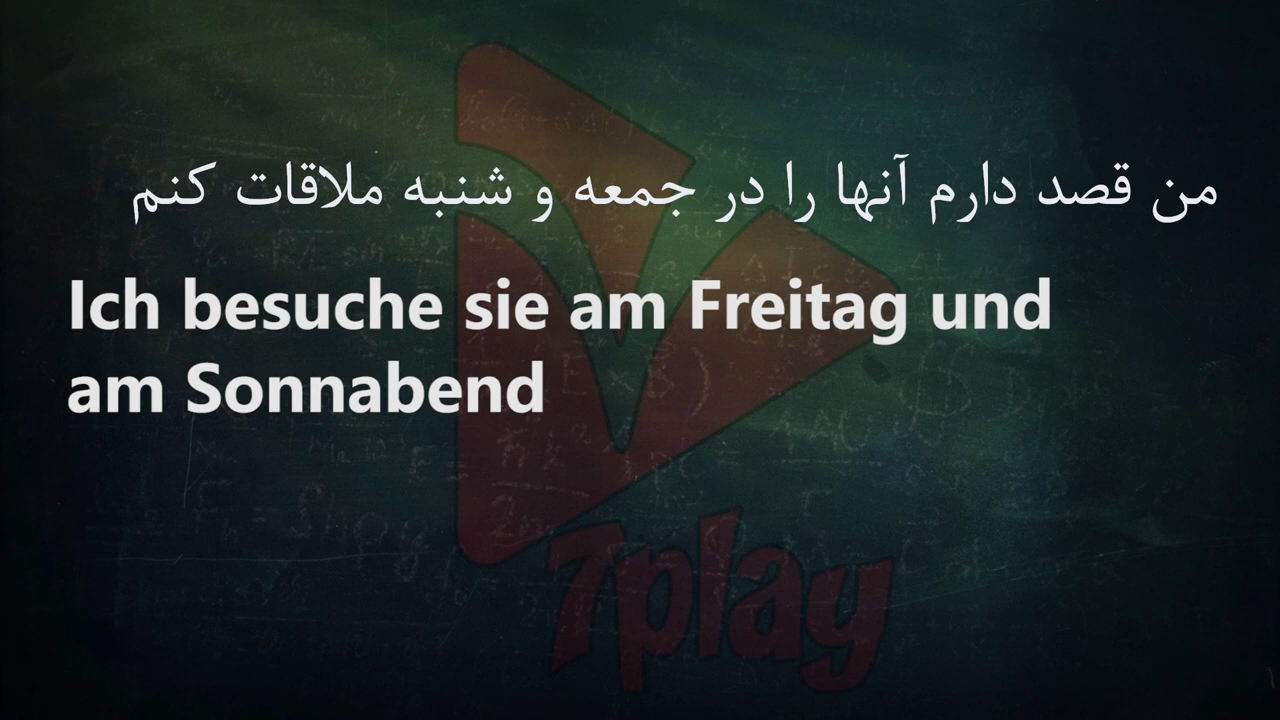 من قصد دارم آنها را در جمعه و شنبه ملاقات کنم
Ich besuche sie am Freitag und
am Sonnabend
7play